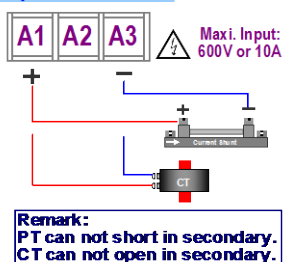 A1 A2 A3
Maxi. Input:
600V or 10A
+ −
+ −
Current Shunt
CT
Remark:
PT can not short in secondary.
CT can not open in secondary.